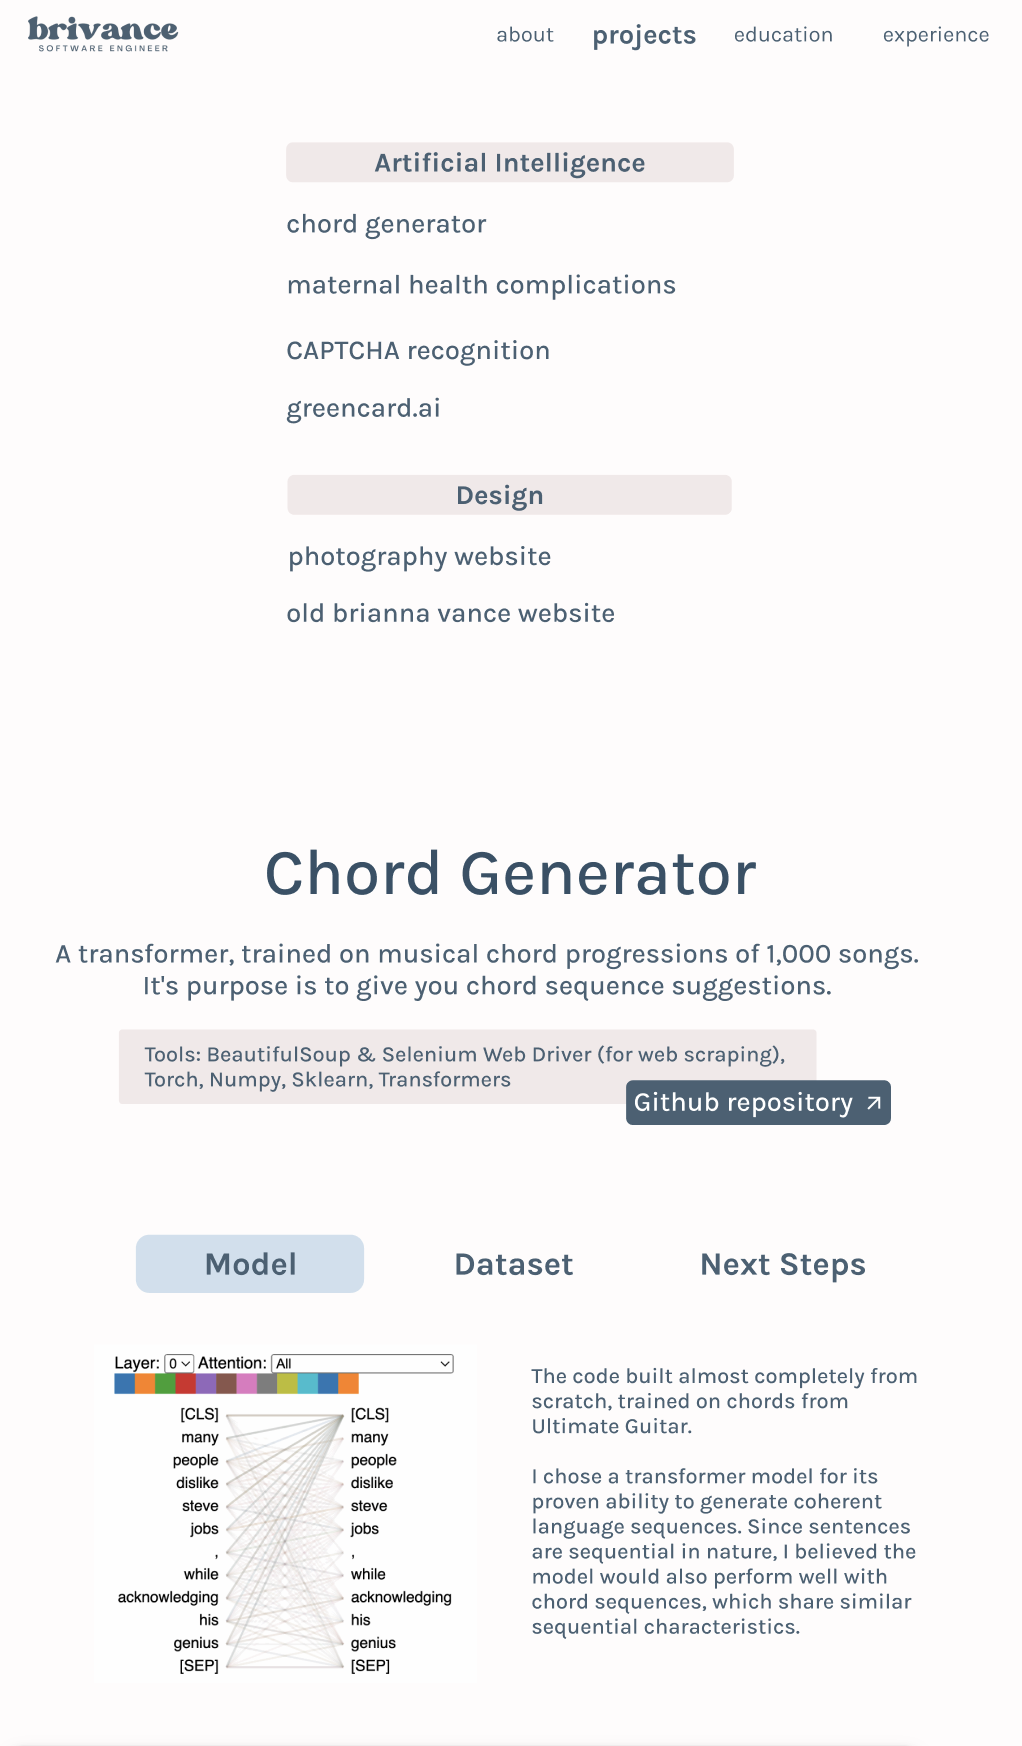 brivance
SOFTWARE ENGINEER
about projects education experience
Artificial Intelligence
chord generator
maternal health complications
CAPTCHA recognition
greencard.ai
Design
photography website
old brianna vance website
Chord Generator
A transformer, trained on musical chord progressions of 1,000 songs.
It's purpose is to give you chord sequence suggestions.
Tools: BeautifulSoup & Selenium Web Driver (for web scraping),
Torch, Numpy, Sklearn, Transformers
Github repository
Model Dataset Next Steps
Layer: 0 Attention: All
[CLS] [CLS]
many many
people people
dislike dislike
steve steve
jobs jobs
, ,
while while
acknowledging acknowledging
his his
genius genius
[SEP] [SEP]
The code built almost completely from
scratch, trained on chords from
Ultimate Guitar.
I chose a transformer model for its
proven ability to generate coherent
language sequences. Since sentences
are sequential in nature, I believed the
model would also perform well with
chord sequences, which share similar
sequential characteristics.